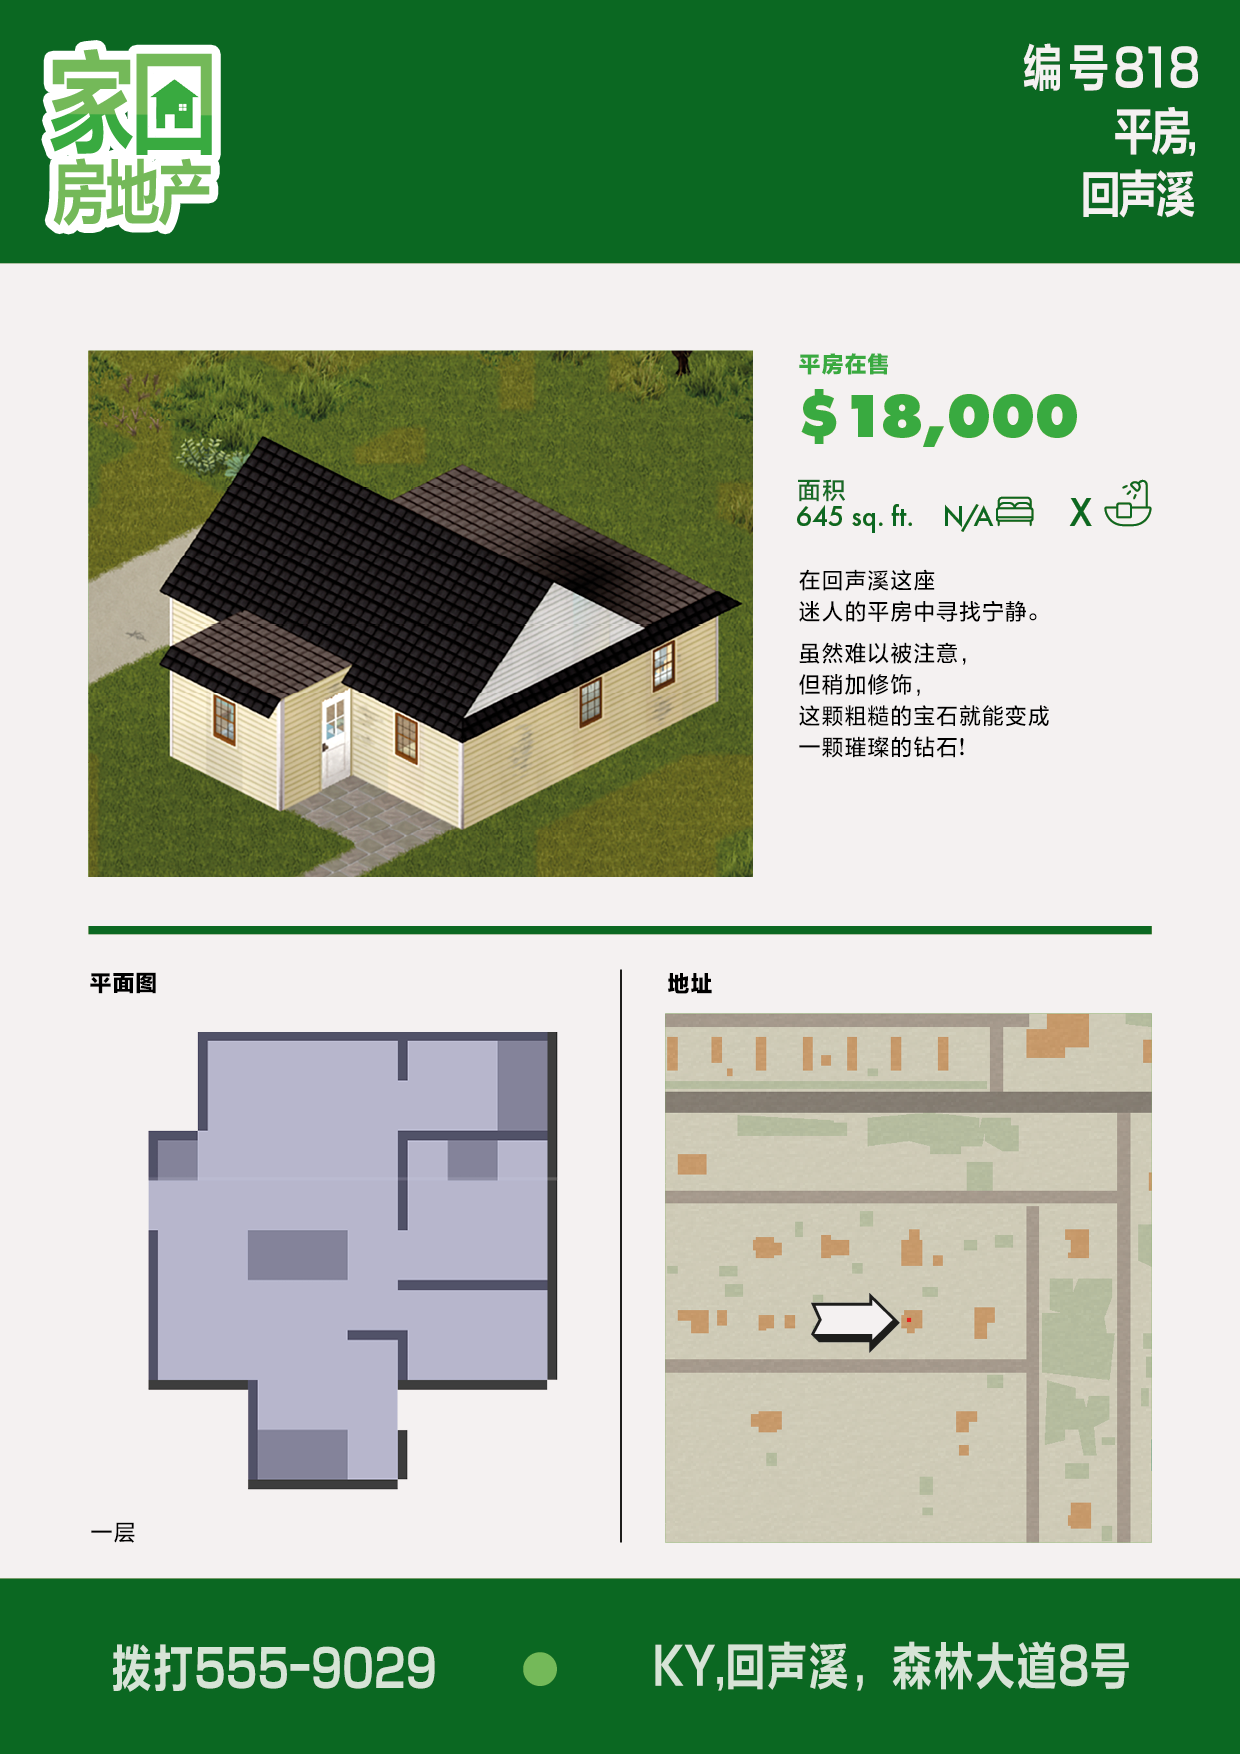 家回
房地产
编号818
平房,
回声溪
平房在售
$18,000
面积
645 sq. ft.
N/A
X
在回声溪这座
迷人的平房中寻找宁静。
虽然难以被注意，
但稍加修饰，
这颗粗糙的宝石就能变成
一颗璀璨的钻石!
平面图
地址
一层
拨打555-9029
KY,回声溪，森林大道8号